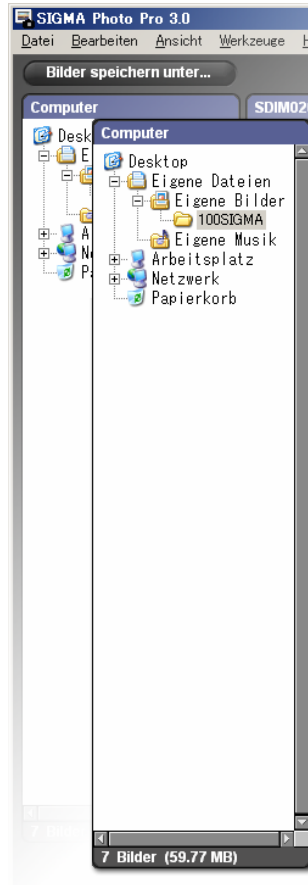 SIGMA Photo Pro 3.0
Datei Bearbeiten Ansicht Werkzeuge H
Bilder speichern unter...
Computer SDIM02
Desk
E
A
N
P
Computer
Desktop
Eigene Dateien
Eigene Bilder
100SIGMA
Eigene Musik
Arbeitsplatz
Netzwerk
Papierkorb
7 Bilder (59.77 MB)